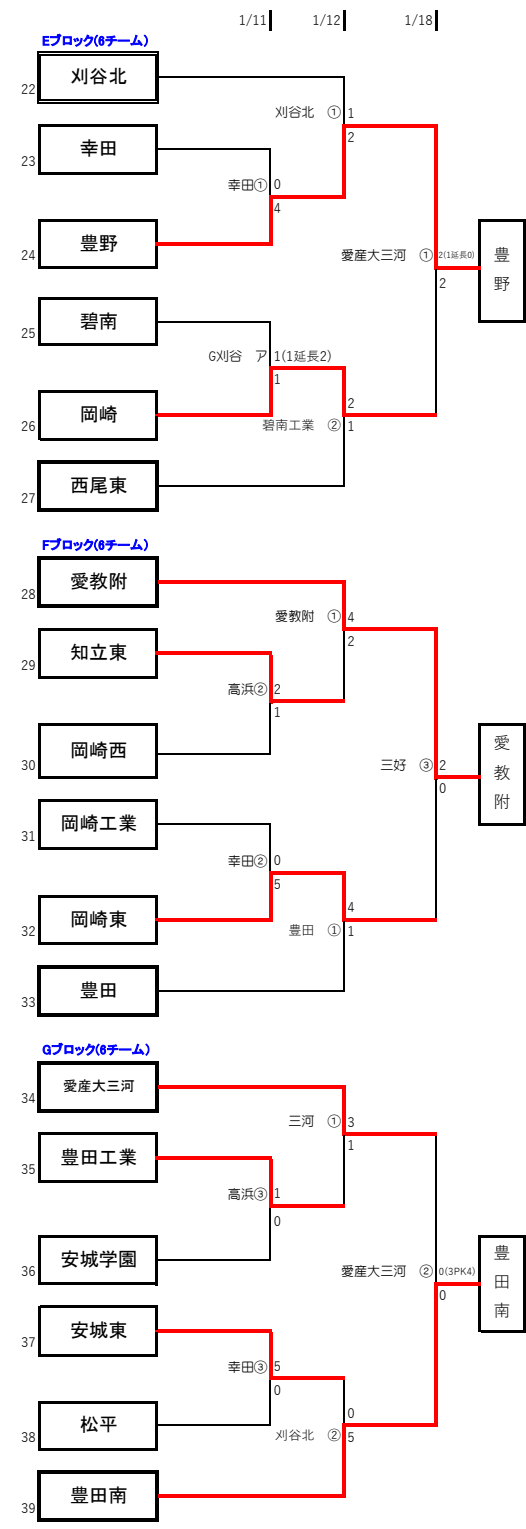 1/11 1/12 1/18
Eブロック(6チーム)
22 刈谷北
刈谷北 ① 1
2
23 幸田
幸田① 0
4
24 豊野
愛産大三河 ① 2(1延長0)
2
豊野
25 碧南
G刈谷 ア 1(1延長2)
1
26 岡崎
2
碧南工業 ② 1
27 西尾東
Fブロック(6チーム)
28 愛教附
愛教附 ① 4
2
29 知立東
高浜② 2
1
30 岡崎西
三好 ③ 2
0
愛教附
31 岡崎工業
幸田② 0
5
32 岡崎東
4
豊田 ① 1
33 豊田
Gブロック(6チーム)
34 愛産大三河
三河 ① 3
1
35 豊田工業
高浜③ 1
0
36 安城学園
愛産大三河 ② 0(3PK4)
0
豊田南
37 安城東
幸田③ 5
0
38 松平
0
刈谷北 ② 5
39 豊田南